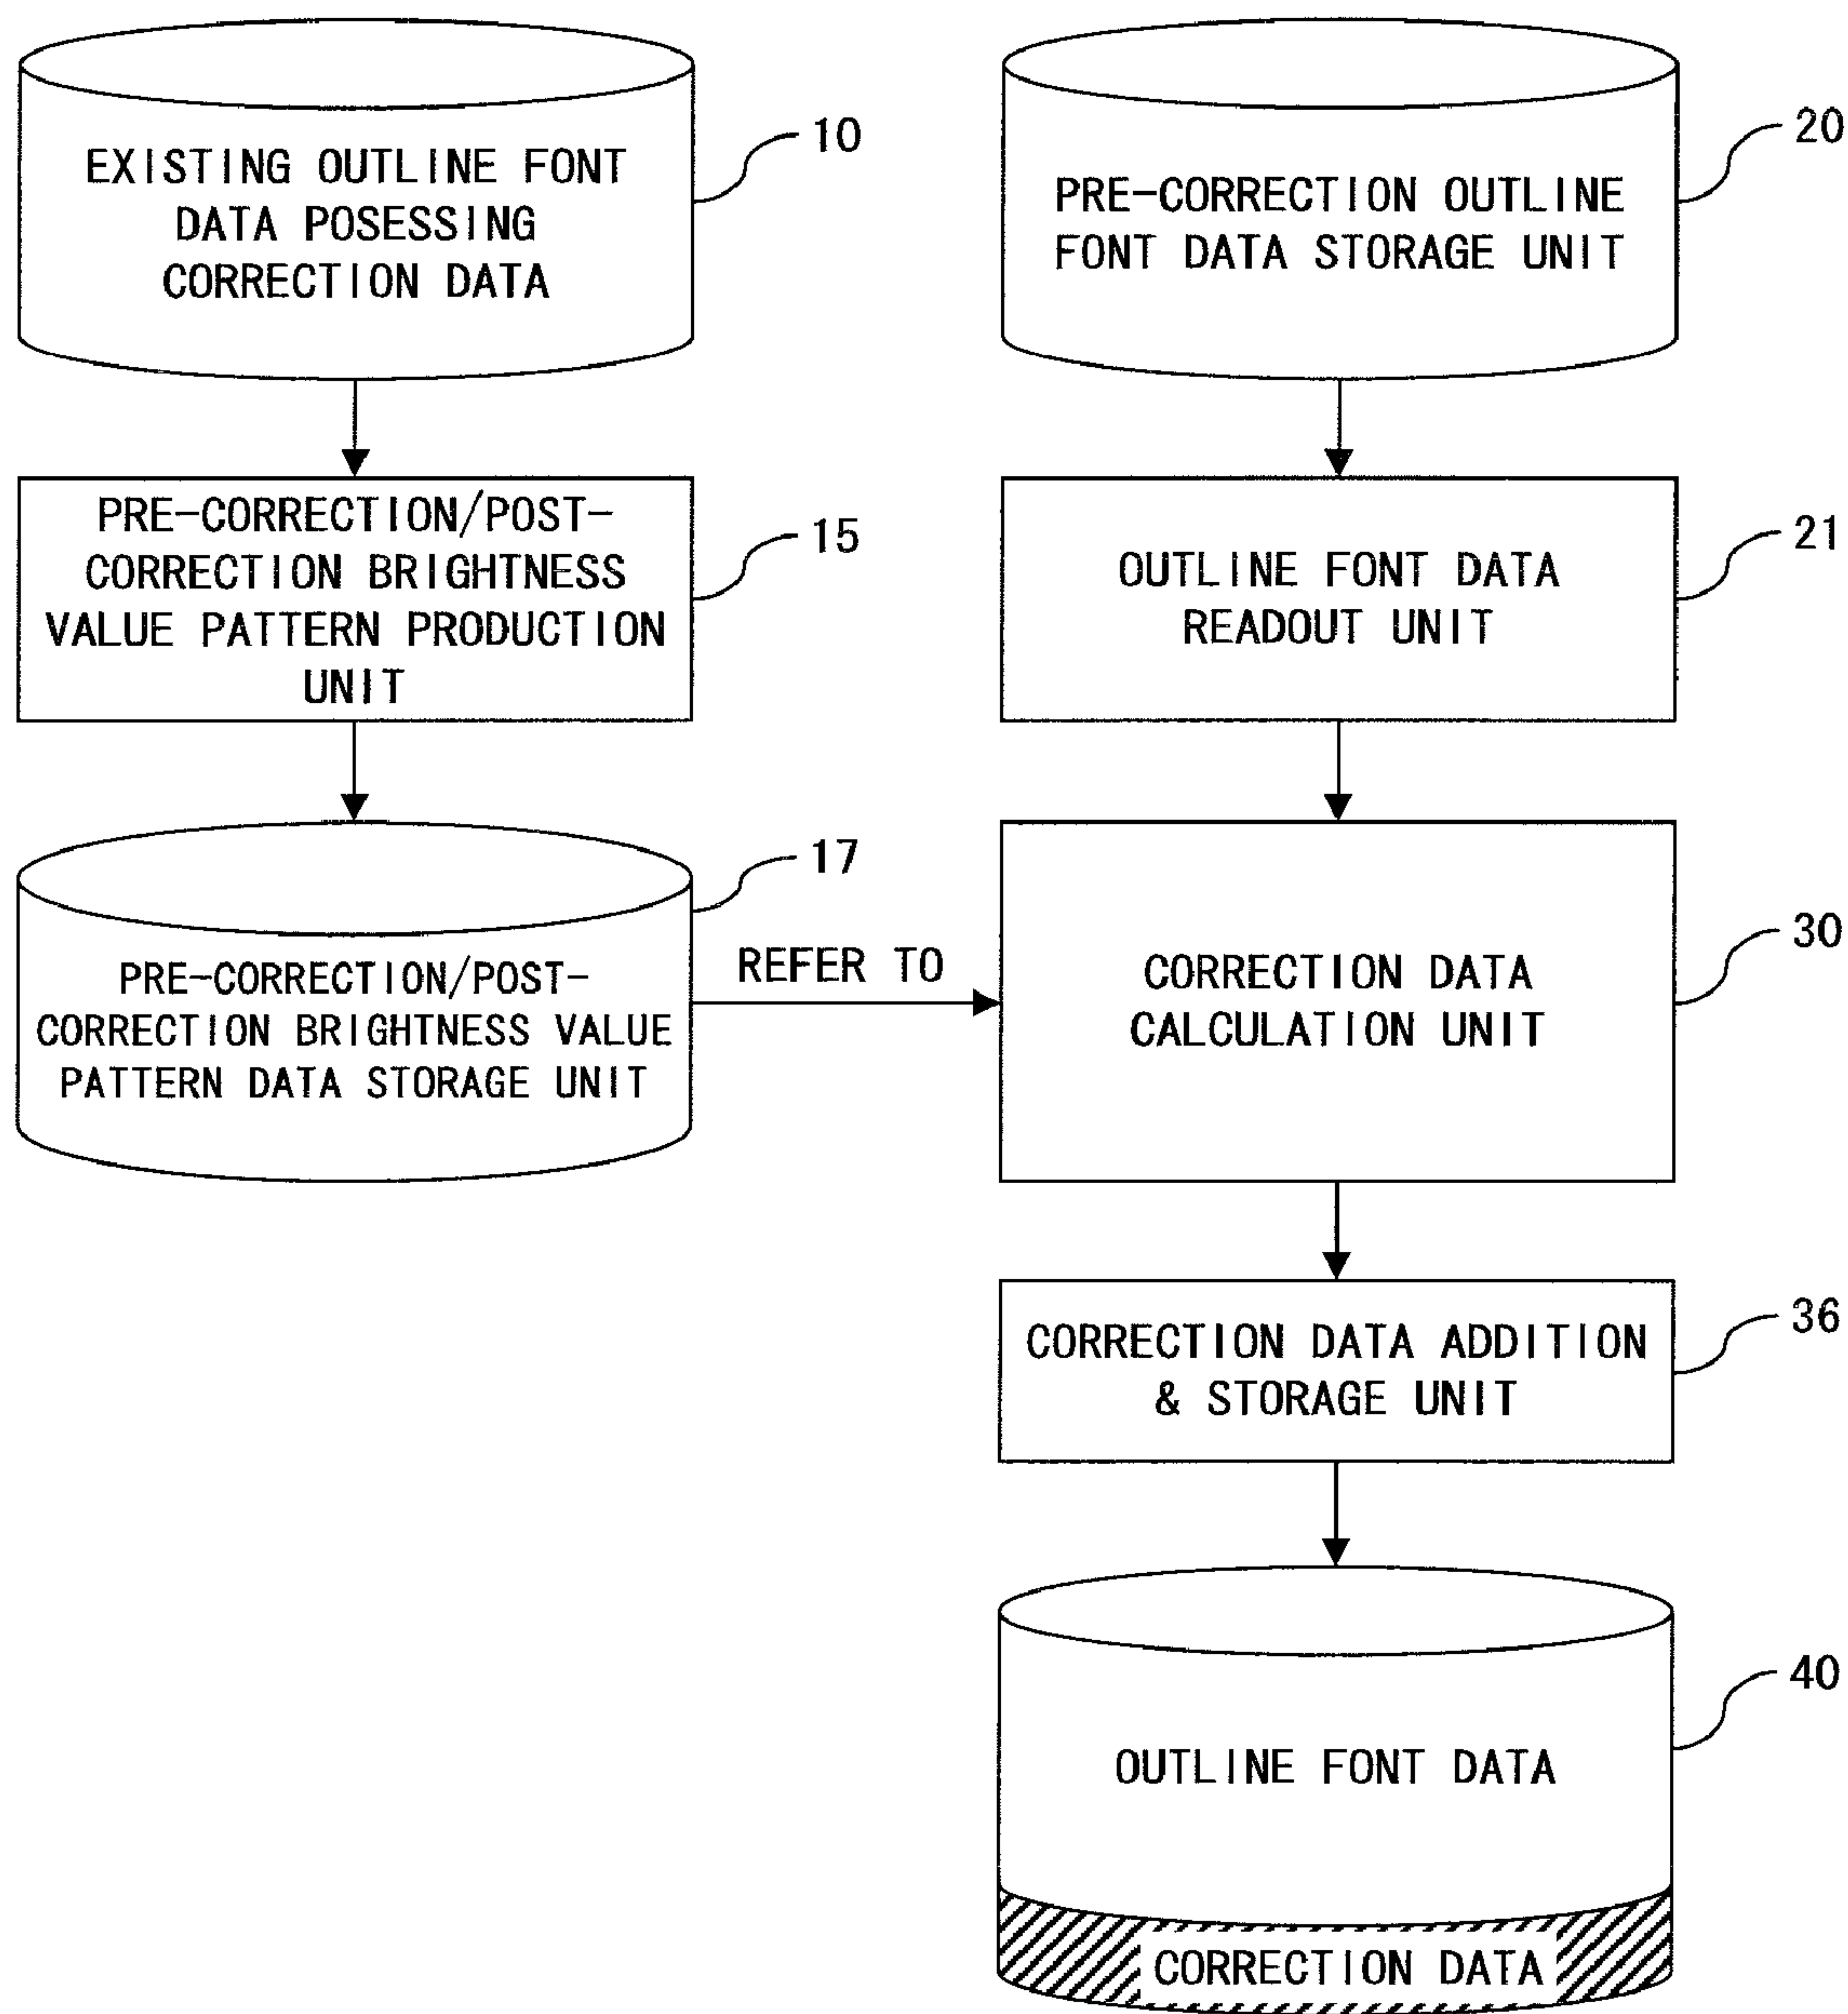 EXISTING OUTLINE FONT
DATA POSESSING
CORRECTION DATA
10
PRE-CORRECTION OUTLINE
FONT DATA STORAGE UNIT
20
PRE-CORRECTION/POST-
CORRECTION BRIGHTNESS
VALUE PATTERN PRODUCTION
UNIT
15
OUTLINE FONT DATA
READOUT UNIT
21
PRE-CORRECTION/POST-
CORRECTION BRIGHTNESS VALUE
PATTERN DATA STORAGE UNIT
17
REFER TO
CORRECTION DATA
CALCULATION UNIT
30
CORRECTION DATA ADDITION
& STORAGE UNIT
36
OUTLINE FONT DATA
40
CORRECTION DATA